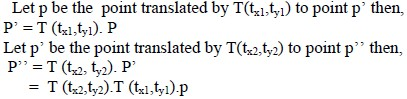 Let p be the point translated by T(tx1,ty1) to point p' then,
P' = T (tx1,ty1). P
Let p' be the point translated by T(tx2,ty2) to point p'' then,
P'' = T (tx2, ty2). P'
= T (tx2,ty2).T (tx1,ty1).p